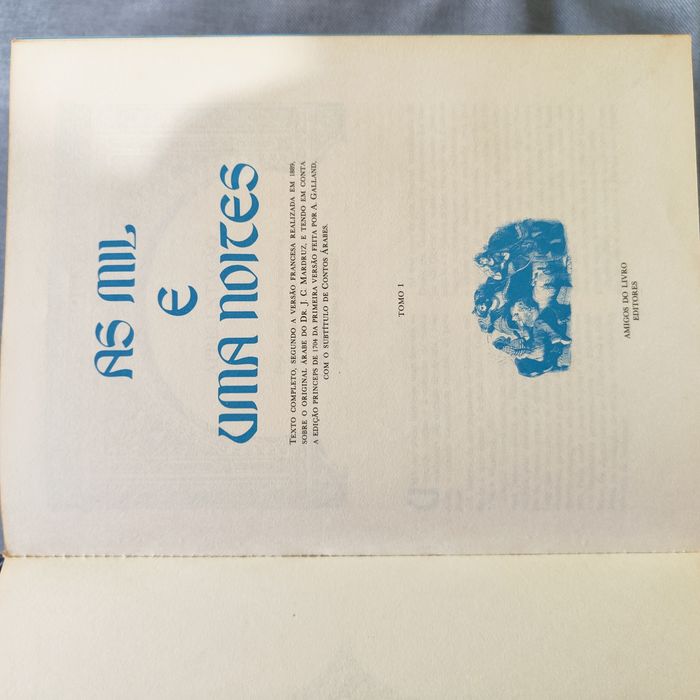 AS MIL
E
UMA NOITES
TEXTO COMPLETO, SEGUNDO A VERSÃO FRANCESA REALIZADA EM 1889,
SOBRE O ORIGINAL ÁRABE DO DR. J. C. MARDRUZ, E TENDO EM CONTA
A EDIÇÃO PRINCEPS DE 1704 DA PRIMEIRA VERSÃO FEITA POR A. GALLAND,
COM O SUBTÍTULO DE CONTOS ÁRABES.
TOMO I
AMIGOS DO LIVRO
EDITORES